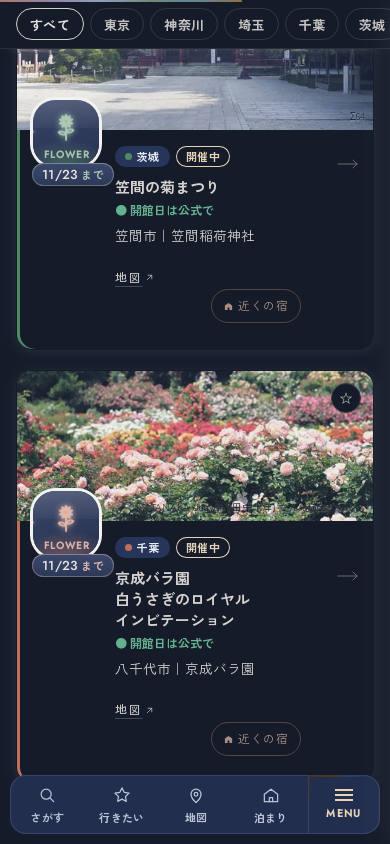 すべて
東京
神奈川
埼玉
千葉
茨城
FLOWER
11/23 まで
茨城
開催中
笠間の菊まつり
開館日は公式で
笠間市｜笠間稲荷神社
地図
近くの宿
FLOWER
11/23 まで
千葉
開催中
京成バラ園
白うさぎのロイヤル
インビテーション
開館日は公式で
八千代市｜京成バラ園
地図
近くの宿
さがす
行きたい
地図
泊まり
MENU